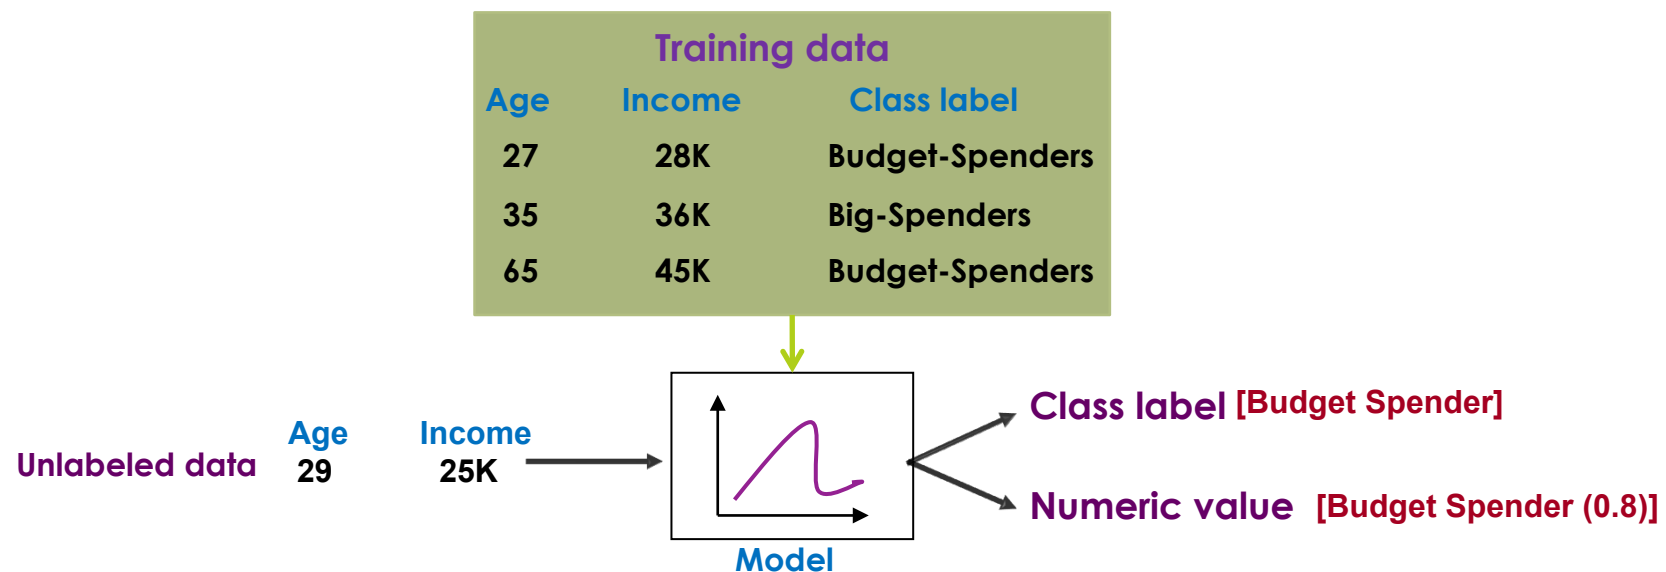 Training data
Age Income Class label
27 28K Budget-Spenders
35 36K Big-Spenders
65 45K Budget-Spenders
Age Income
Unlabeled data 29 25K
Class label [Budget Spender]
Numeric value [Budget Spender (0.8)]
Model